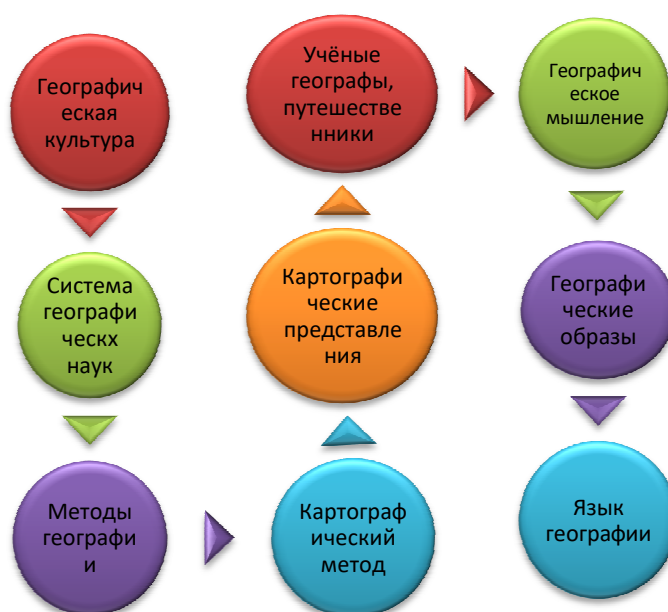 Географич
еская
культура
Система
географи
ческх
наук
Методы
географи
и
Картограф
ический
метод
Картографи
ческие
представле
ния
Учёные
географы,
путешестве
нники
Географич
еское
мышление
Географи
ческие
образы
Язык
географии